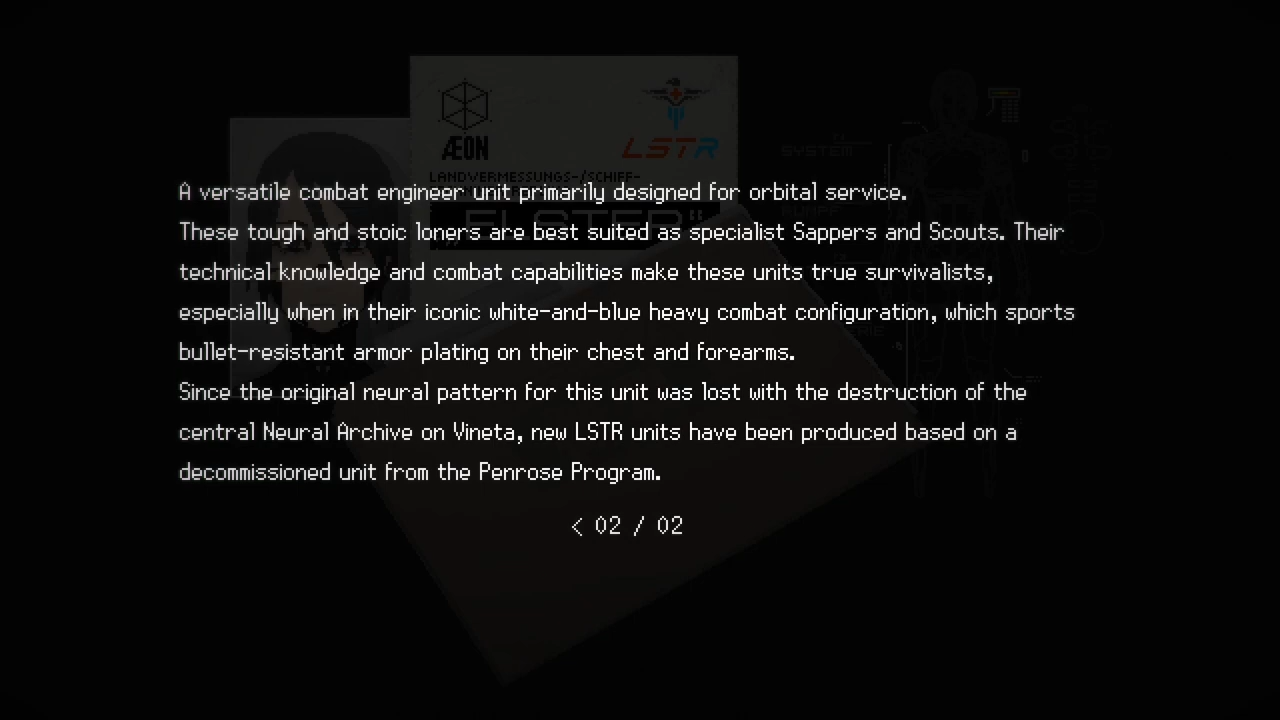 ÆON
LSTR
LANDVERMESSUNGS-/SCHIFF-
„ELSTER“
SYSTEM
A versatile combat engineer unit primarily designed for orbital service.
These tough and stoic loners are best suited as specialist Sappers and Scouts. Their
technical knowledge and combat capabilities make these units true survivalists,
especially when in their iconic white-and-blue heavy combat configuration, which sports
bullet-resistant armor plating on their chest and forearms.
Since the original neural pattern for this unit was lost with the destruction of the
central Neural Archive on Vineta, new LSTR units have been produced based on a
decommissioned unit from the Penrose Program.
< 02 / 02